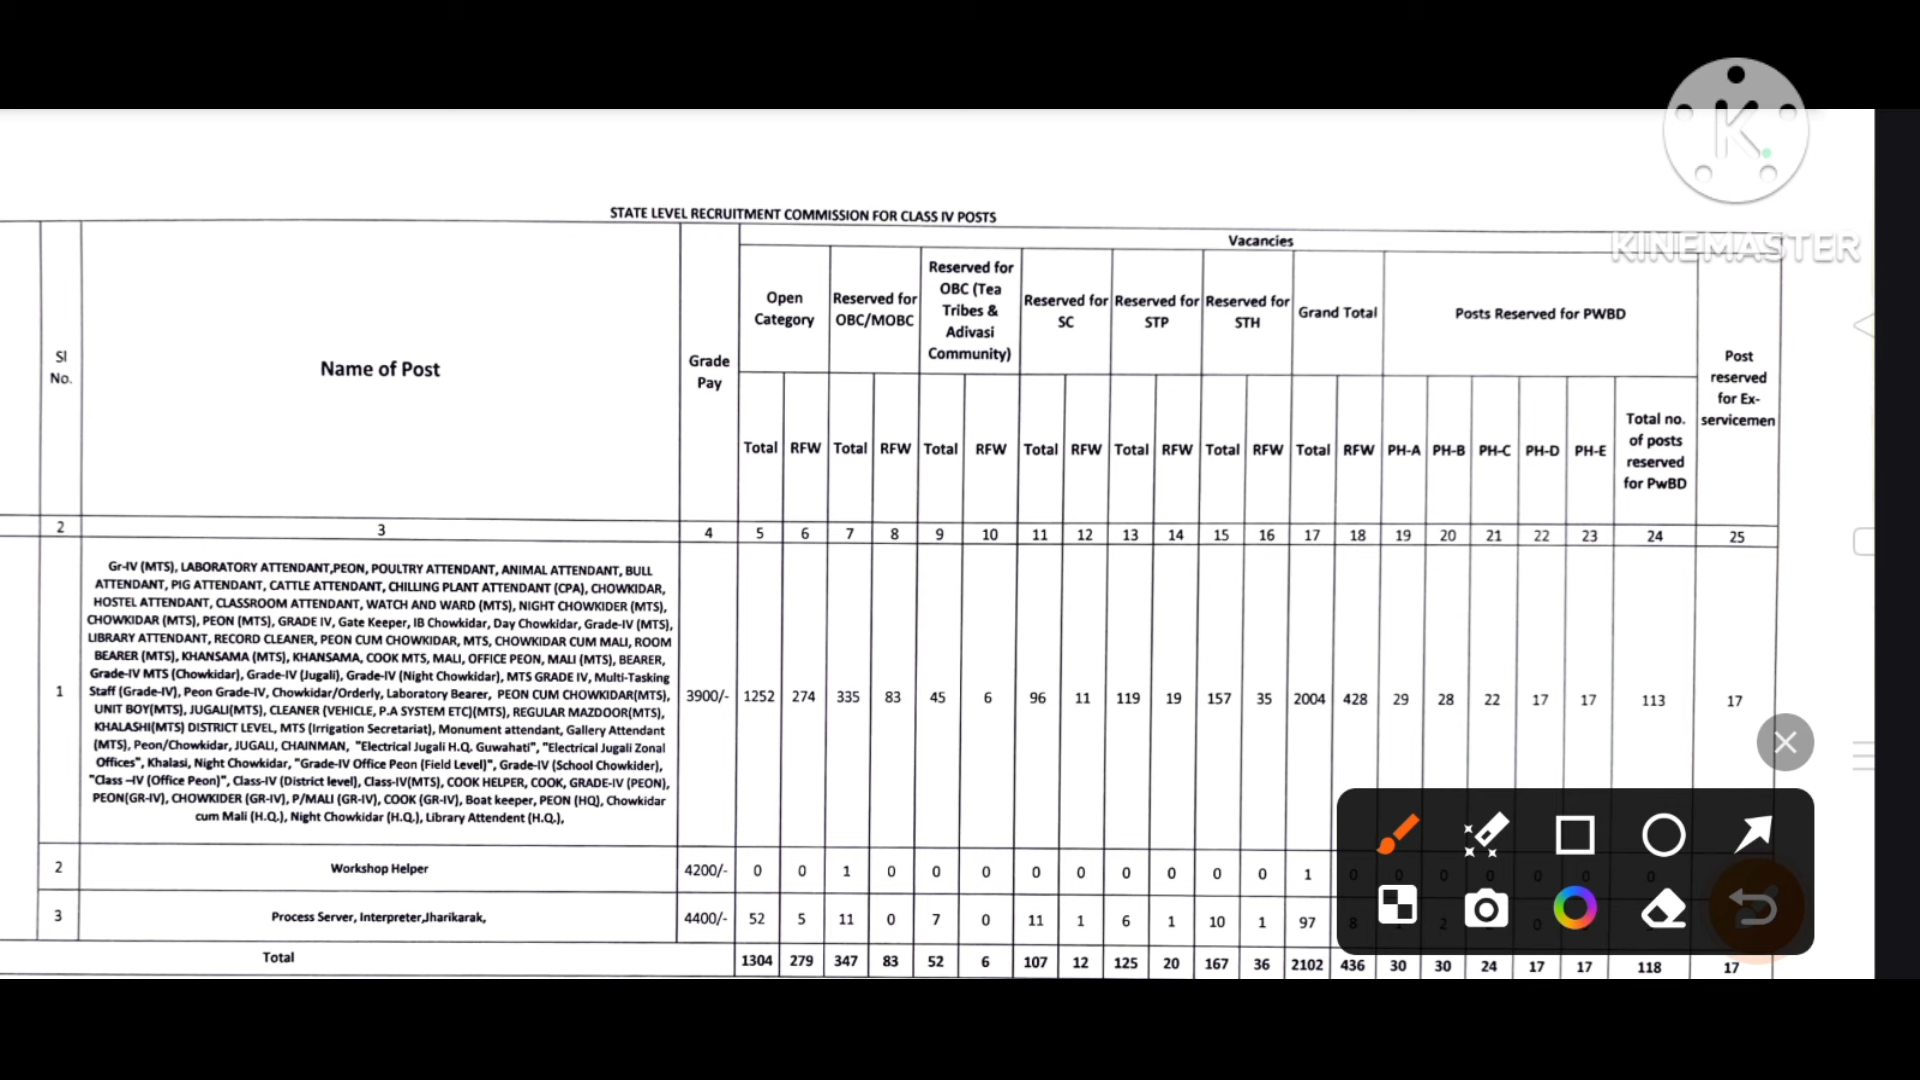 KINEMASTER
STATE LEVEL RECRUITMENT COMMISSION FOR CLASS IV POSTS
Sl No. Name of Post Grade Pay Vacancies
Open Category Reserved for OBC/MOBC Reserved for OBC (Tea Tribes & Adivasi Community) Reserved for SC Reserved for STP Reserved for STH Grand Total Posts Reserved for PWBD Post reserved for Ex-servicemen
Total RFW Total RFW Total RFW Total RFW Total RFW Total RFW Total RFW PH-A PH-B PH-C PH-D PH-E Total no. of posts reserved for PwBD
2 3 4 5 6 7 8 9 10 11 12 13 14 15 16 17 18 19 20 21 22 23 24 25
Gr-IV (MTS), LABORATORY ATTENDANT,PEON, POULTRY ATTENDANT, ANIMAL ATTENDANT, BULL
ATTENDANT, PIG ATTENDANT, CATTLE ATTENDANT, CHILLING PLANT ATTENDANT (CPA), CHOWKIDAR,
HOSTEL ATTENDANT, CLASSROOM ATTENDANT, WATCH AND WARD (MTS), NIGHT CHOWKIDER (MTS),
CHOWKIDAR (MTS), PEON (MTS), GRADE IV, Gate Keeper, IB Chowkidar, Day Chowkidar, Grade-IV (MTS),
LIBRARY ATTENDANT, RECORD CLEANER, PEON CUM CHOWKIDAR, MTS, CHOWKIDAR CUM MALI, ROOM
BEARER (MTS), KHANSAMA (MTS), KHANSAMA, COOK MTS, MALI, OFFICE PEON, MALI (MTS), BEARER,
Grade-IV MTS (Chowkidar), Grade-IV (Jugali), Grade-IV (Night Chowkidar), MTS GRADE IV, Multi-Tasking
Staff (Grade-IV), Peon Grade-IV, Chowkidar/Orderly, Laboratory Bearer, PEON CUM CHOWKIDAR(MTS),
UNIT BOY(MTS), JUGALI(MTS), CLEANER (VEHICLE, P.A SYSTEM ETC)(MTS), REGULAR MAZDOOR(MTS),
KHALASHI(MTS) DISTRICT LEVEL, MTS (Irrigation Secretariat), Monument attendant, Gallery Attendant
(MTS), Peon/Chowkidar, JUGALI, CHAINMAN, "Electrical Jugali H.Q. Guwahati", "Electrical Jugali Zonal
Offices", Khalasi, Night Chowkidar, "Grade-IV Office Peon (Field Level)", Grade-IV (School Chowkider),
"Class –IV (Office Peon)", Class-IV (District level), Class-IV(MTS), COOK HELPER, COOK, GRADE-IV (PEON),
PEON(GR-IV), CHOWKIDER (GR-IV), P/MALI (GR-IV), COOK (GR-IV), Boat keeper, PEON (HQ), Chowkidar
cum Mali (H.Q.), Night Chowkidar (H.Q.), Library Attendent (H.Q.),
1 3900/- 1252 274 335 83 45 6 96 11 119 19 157 35 2004 428 29 28 22 17 17 113 17
2 Workshop Helper 4200/- 0 0 1 0 0 0 0 0 0 0 0 0 1 0 0 0 0 0 0 0
3 Process Server, Interpreter,Jharikarak, 4400/- 52 5 11 0 7 0 11 1 6 1 10 1 97 8
Total 1304 279 347 83 52 6 107 12 125 20 167 36 2102 436 30 30 24 17 17 118 17